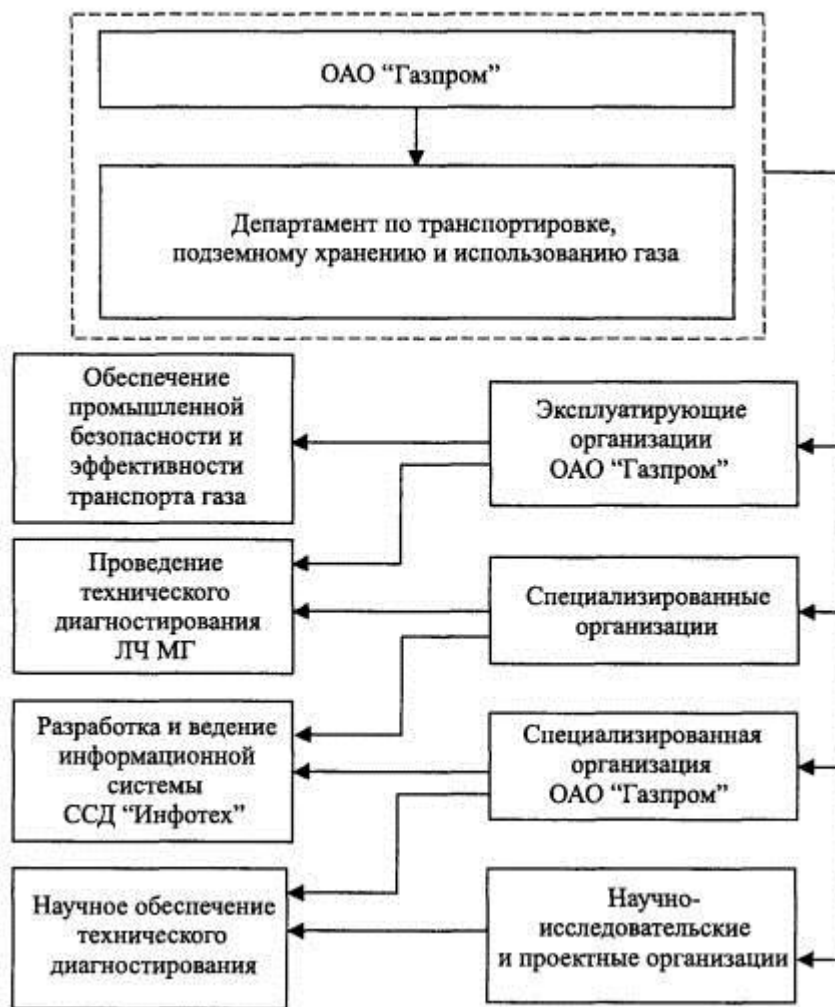 ОАО “Газпром”
Департамент по транспортировке,
подземному хранению и использованию газа
Обеспечение
промышленной
безопасности и
эффективности
транспорта газа
Эксплуатирующие
организации
ОАО “Газпром”
Проведение
технического
диагностирования
ЛЧ МГ
Специализированные
организации
Разработка и ведение
информационной
системы
ССД “Инфотех”
Специализированная
организация
ОАО “Газпром”
Научное обеспечение
технического
диагностирования
Научно-
исследовательские
и проектные организации